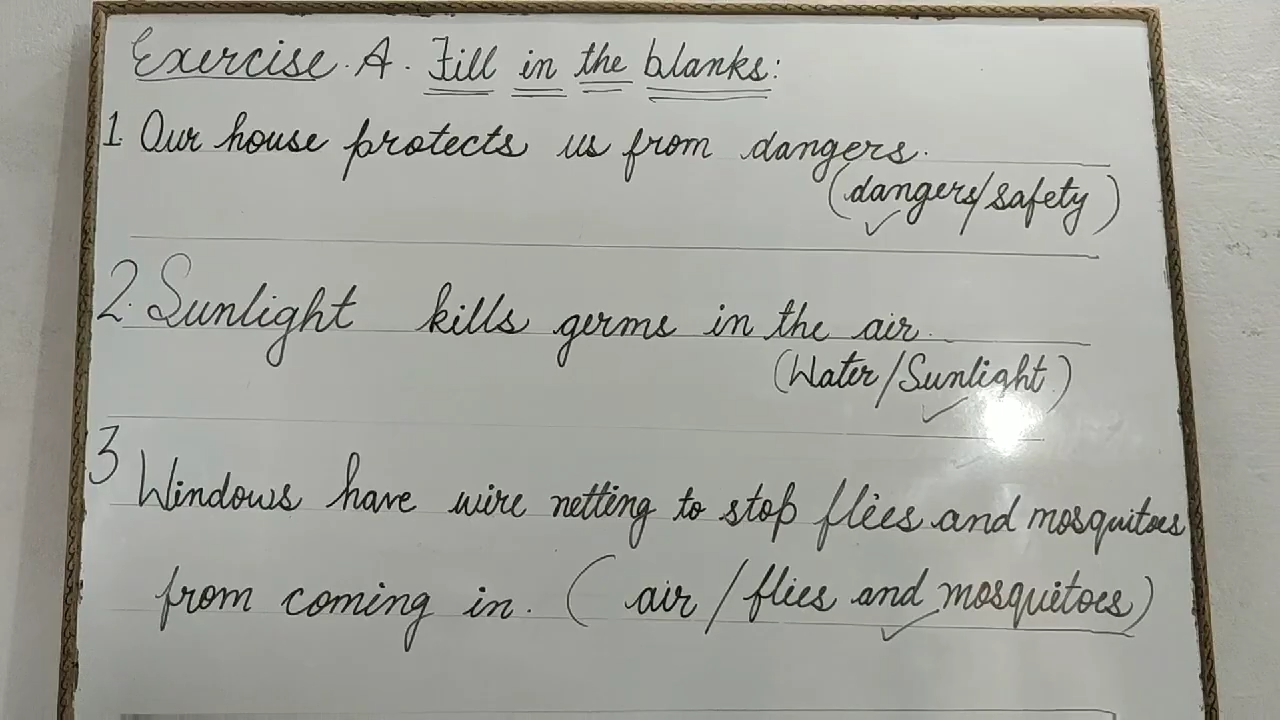 Exercise. A. Fill in the blanks:
1. Our house protects us from dangers.
(dangers/safety)
2. Sunlight kills germs in the air.
(Water/Sunlight)
3 Windows have wire netting to stop flies and mosquitoes
from coming in. ( air / flies and mosquitoes)